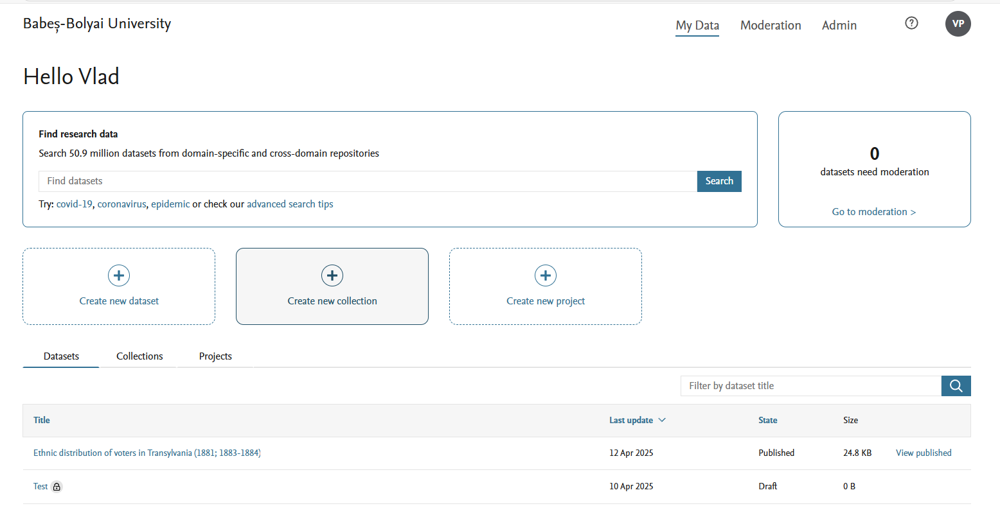 Babeș-Bolyai University
My Data Moderation Admin
?
VP
Hello Vlad
Find research data
Search 50.9 million datasets from domain-specific and cross-domain repositories
Find datasets
Search
Try: covid-19, coronavirus, epidemic or check our advanced search tips
0
datasets need moderation
Go to moderation >
Create new dataset
Create new collection
Create new project
Datasets Collections Projects
Filter by dataset title
Title Last update State Size
Ethnic distribution of voters in Transylvania (1881; 1883-1884) 12 Apr 2025 Published 24.8 KB View published
Test 10 Apr 2025 Draft 0 B